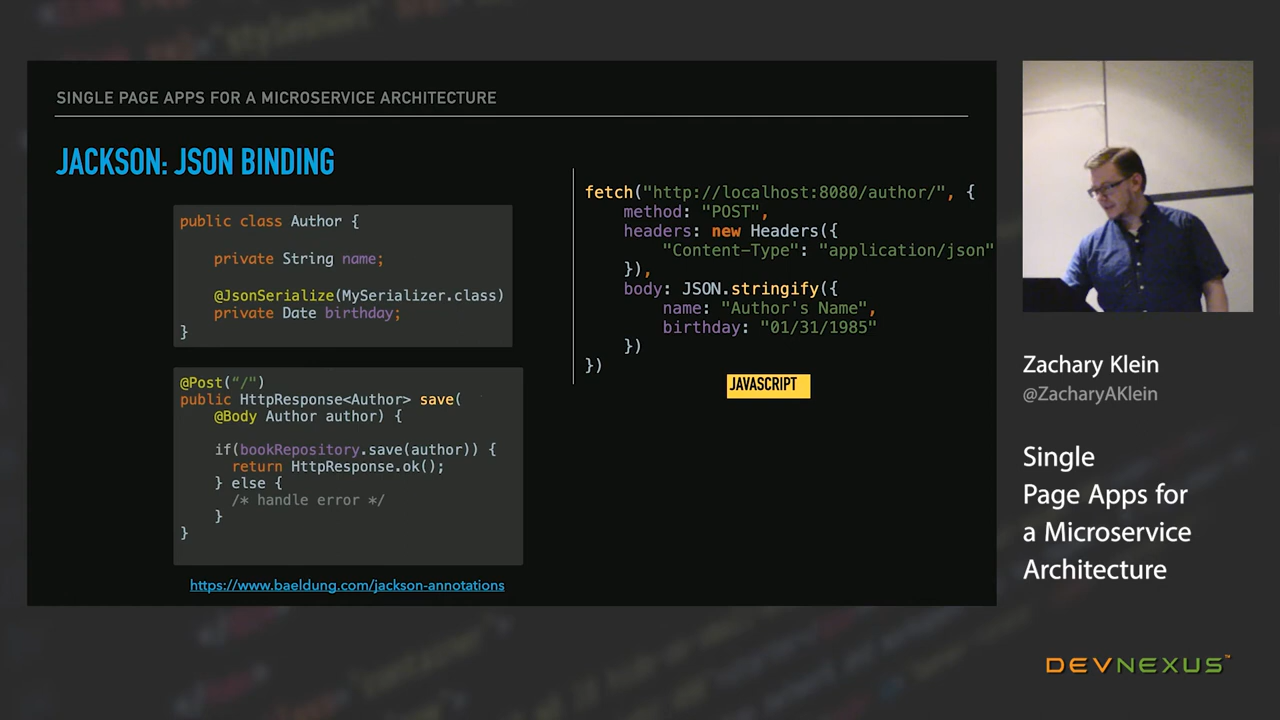 SINGLE PAGE APPS FOR A MICROSERVICE ARCHITECTURE
JACKSON: JSON BINDING
public class Author {
private String name;
@JsonSerialize(MySerializer.class)
private Date birthday;
}
@Post("/")
public HttpResponse<Author> save(
@Body Author author) {
if(bookRepository.save(author)) {
return HttpResponse.ok();
} else {
/* handle error */
}
}
https://www.baeldung.com/jackson-annotations
fetch("http://localhost:8080/author/", {
method: "POST",
headers: new Headers({
"Content-Type": "application/json"
}),
body: JSON.stringify({
name: "Author's Name",
birthday: "01/31/1985"
})
})
JAVASCRIPT
Zachary Klein
@ZacharyAKlein
Single
Page Apps for
a Microservice
Architecture
DEVNEXUS™